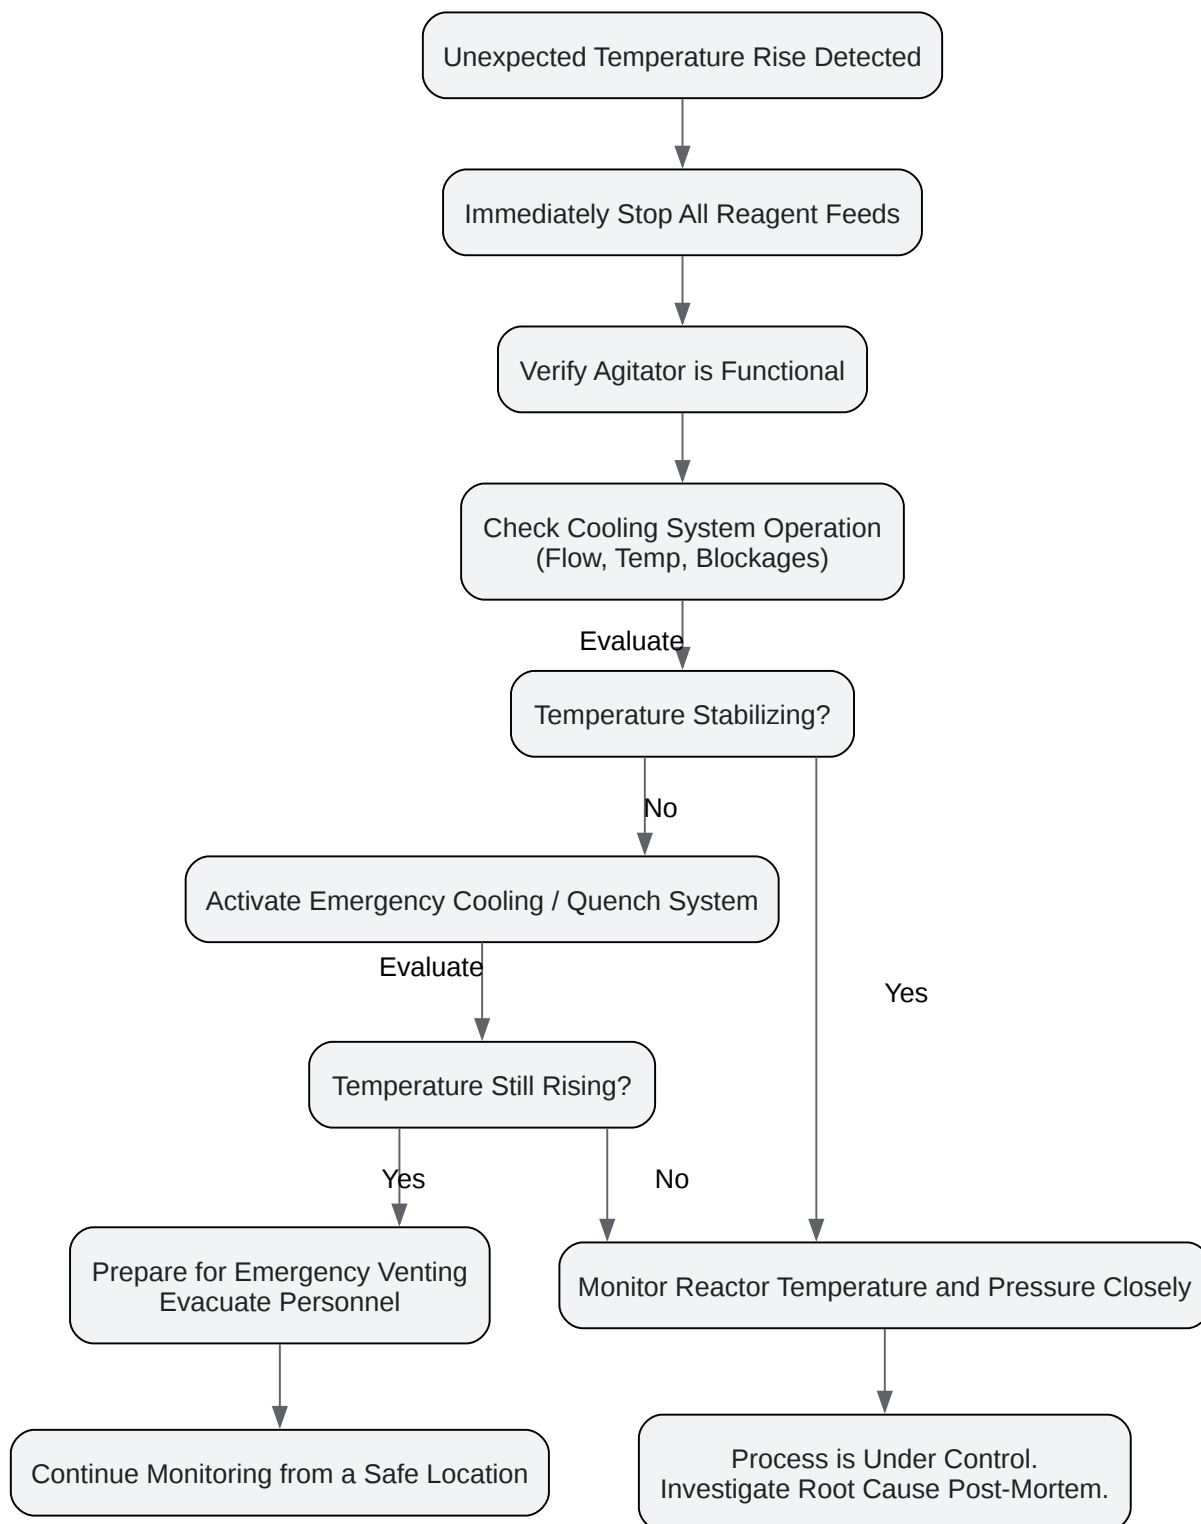 Unexpected Temperature Rise Detected
Immediately Stop All Reagent Feeds
Verify Agitator is Functional
Check Cooling System Operation
(Flow, Temp, Blockages)
Evaluate
Temperature Stabilizing?
No
Activate Emergency Cooling / Quench System
Evaluate
Yes
Temperature Still Rising?
Yes
No
Prepare for Emergency Venting
Evacuate Personnel
Monitor Reactor Temperature and Pressure Closely
Continue Monitoring from a Safe Location
Process is Under Control.
Investigate Root Cause Post-Mortem.